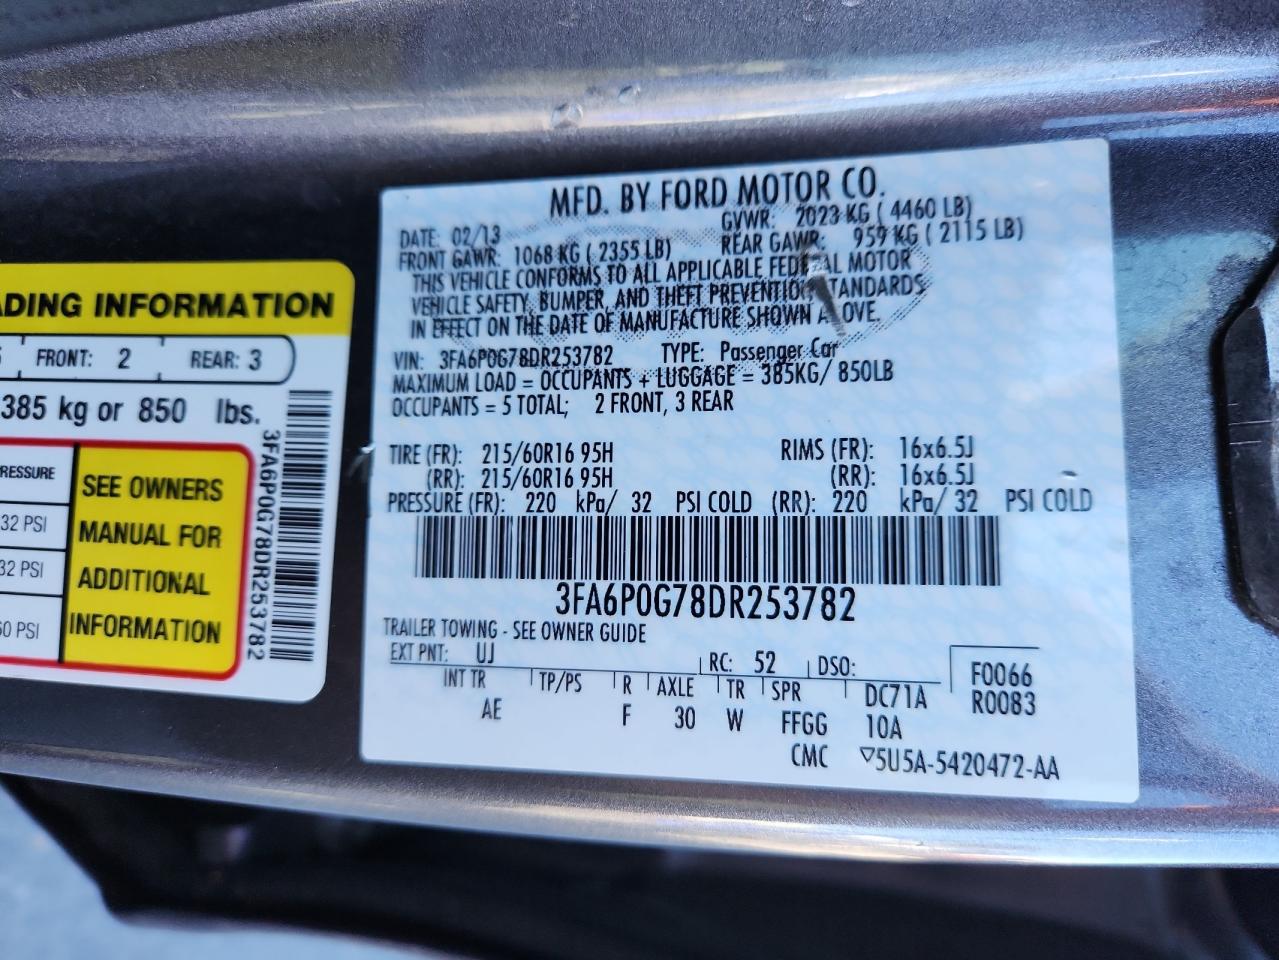 ADING INFORMATION
FRONT: 2 REAR: 3
385 kg or 850 lbs.
RESSURE
32 PSI
32 PSI
60 PSI
SEE OWNERS
MANUAL FOR
ADDITIONAL
INFORMATION
3FA6P0G78DR253782
MFD. BY FORD MOTOR CO.
DATE: 02/13 GVWR: 2023 KG ( 4460 LB)
FRONT GAWR: 1068 KG ( 2355 LB) REAR GAWR: 959 KG ( 2115 LB)
THIS VEHICLE CONFORMS TO ALL APPLICABLE FEDERAL MOTOR
VEHICLE SAFETY, BUMPER, AND THEFT PREVENTION STANDARDS
IN EFFECT ON THE DATE OF MANUFACTURE SHOWN ABOVE.
VIN: 3FA6P0G78DR253782 TYPE: Passenger Car
MAXIMUM LOAD = OCCUPANTS + LUGGAGE = 385KG/ 850LB
OCCUPANTS = 5 TOTAL; 2 FRONT, 3 REAR
TIRE (FR): 215/60R16 95H RIMS (FR): 16x6.5J
(RR): 215/60R16 95H (RR): 16x6.5J
PRESSURE (FR): 220 kPa/ 32 PSI COLD (RR): 220 kPa/ 32 PSI COLD
3FA6P0G78DR253782
TRAILER TOWING - SEE OWNER GUIDE
EXT PNT: UJ RC: 52 DSO: F0066
INT TR TP/PS R AXLE TR SPR DC71A R0083
AE F 30 W FFGG 10A
CMC ▽5U5A-5420472-AA